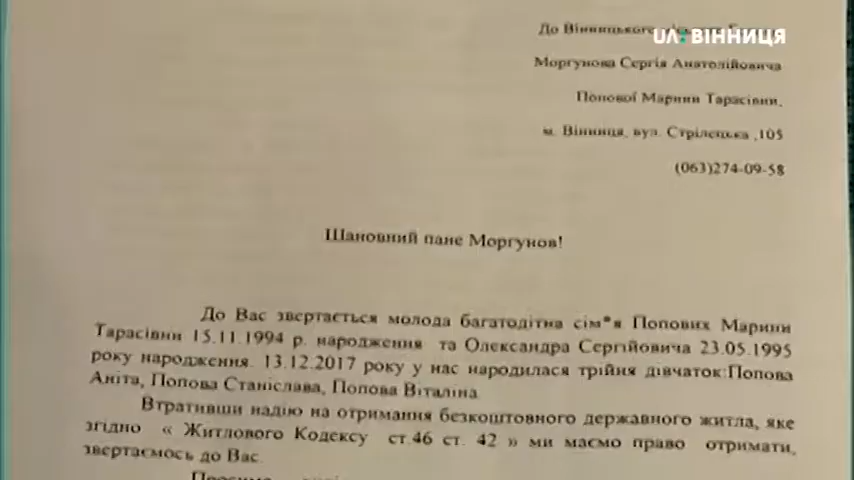 UA: ВІННИЦЯ
До Вінницького
Моргунова Сергія Анатолійовича
Попової Марини Тарасівни,
м. Вінниця, вул. Стрілецька ,105
(063)274-09-58
Шановний пане Моргунов!
До Вас звертається молода багатодітна сім*я Попових Марини
Тарасівни 15.11.1994 р. народження та Олександра Сергійовича 23.05.1995
року народження. 13.12.2017 року у нас народилася трійня дівчаток:Попова
Аніта, Попова Станіслава, Попова Віталіна.
Втративши надію на отримання безкоштовного державного житла, яке
згідно « Житлового Кодексу ст.46 ст. 42 » ми маємо право отримати,
звертаємось до Вас.